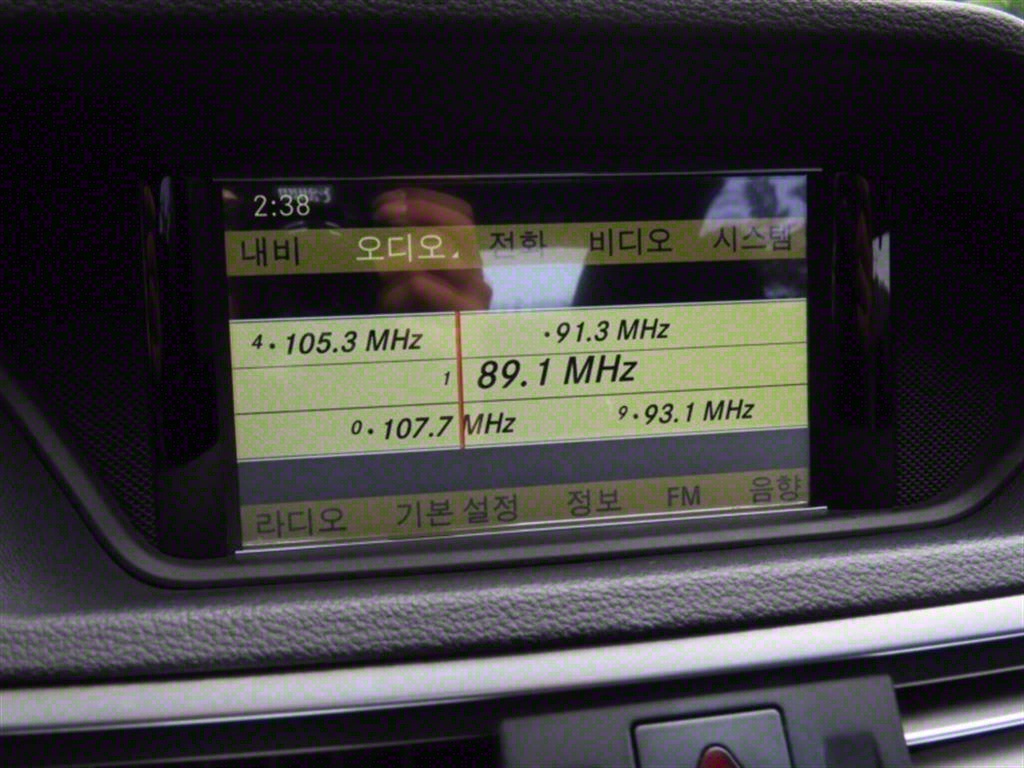 2:38
내비 오디오 전화 비디오 시스템
4 · 105.3 MHz · 91.3 MHz
1 89.1 MHz
0 · 107.7 MHz 9 · 93.1 MHz
라디오 기본 설정 정보 FM 음향